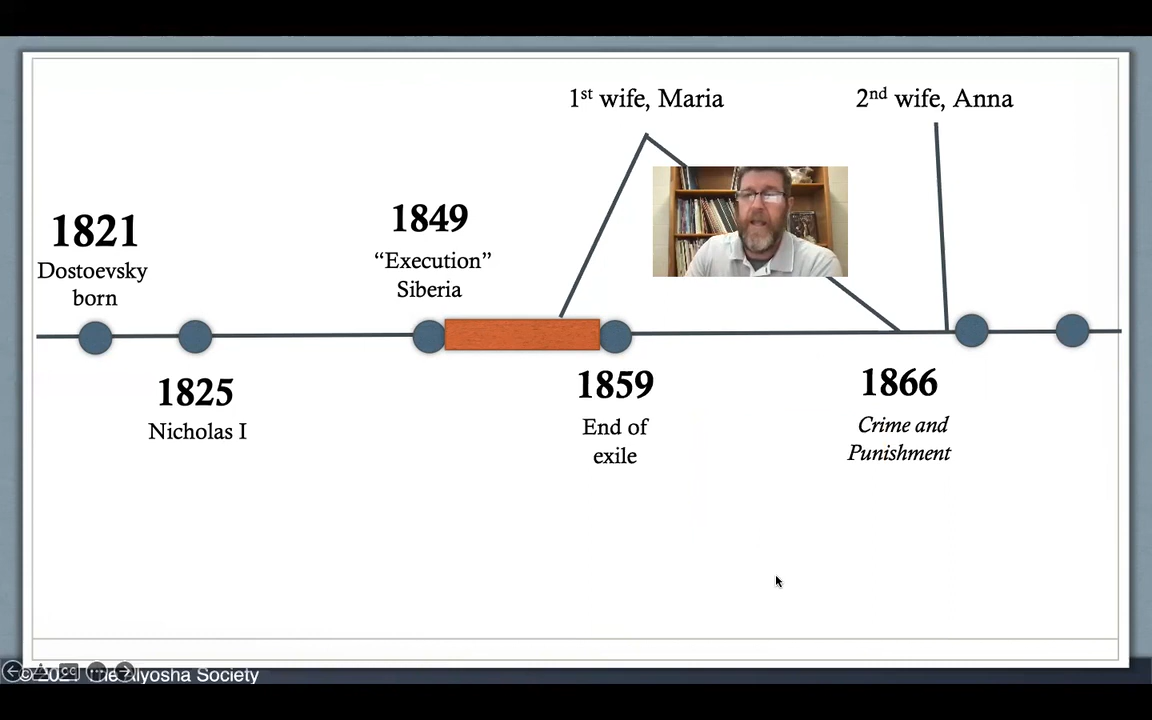 1st wife, Maria
2nd wife, Anna
1821
Dostoevsky
born
1849
“Execution”
Siberia
1825
Nicholas I
1859
End of
exile
1866
Crime and
Punishment
Alyosha Society